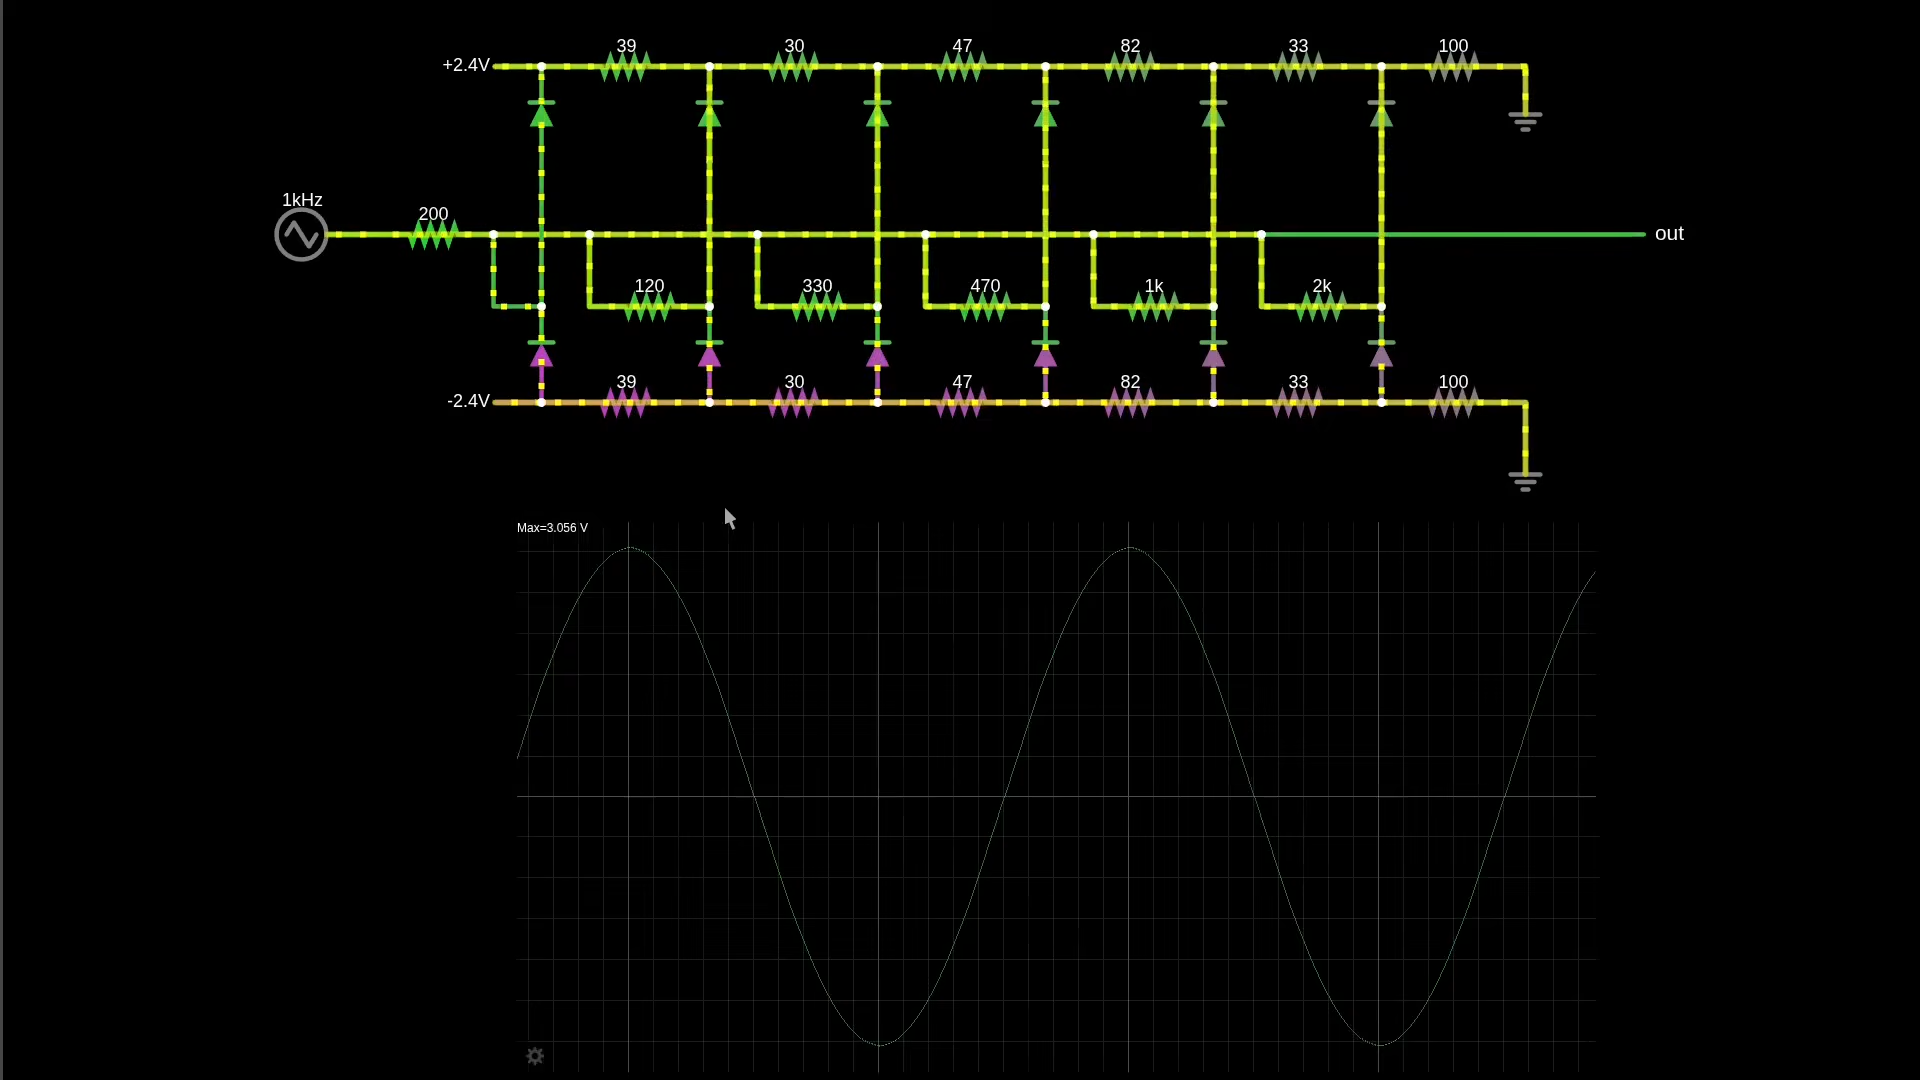 39 30 47 82 33 100
+2.4V
1kHz
200
out
120 330 470 1k 2k
39 30 47 82 33 100
-2.4V
Max=3.056 V